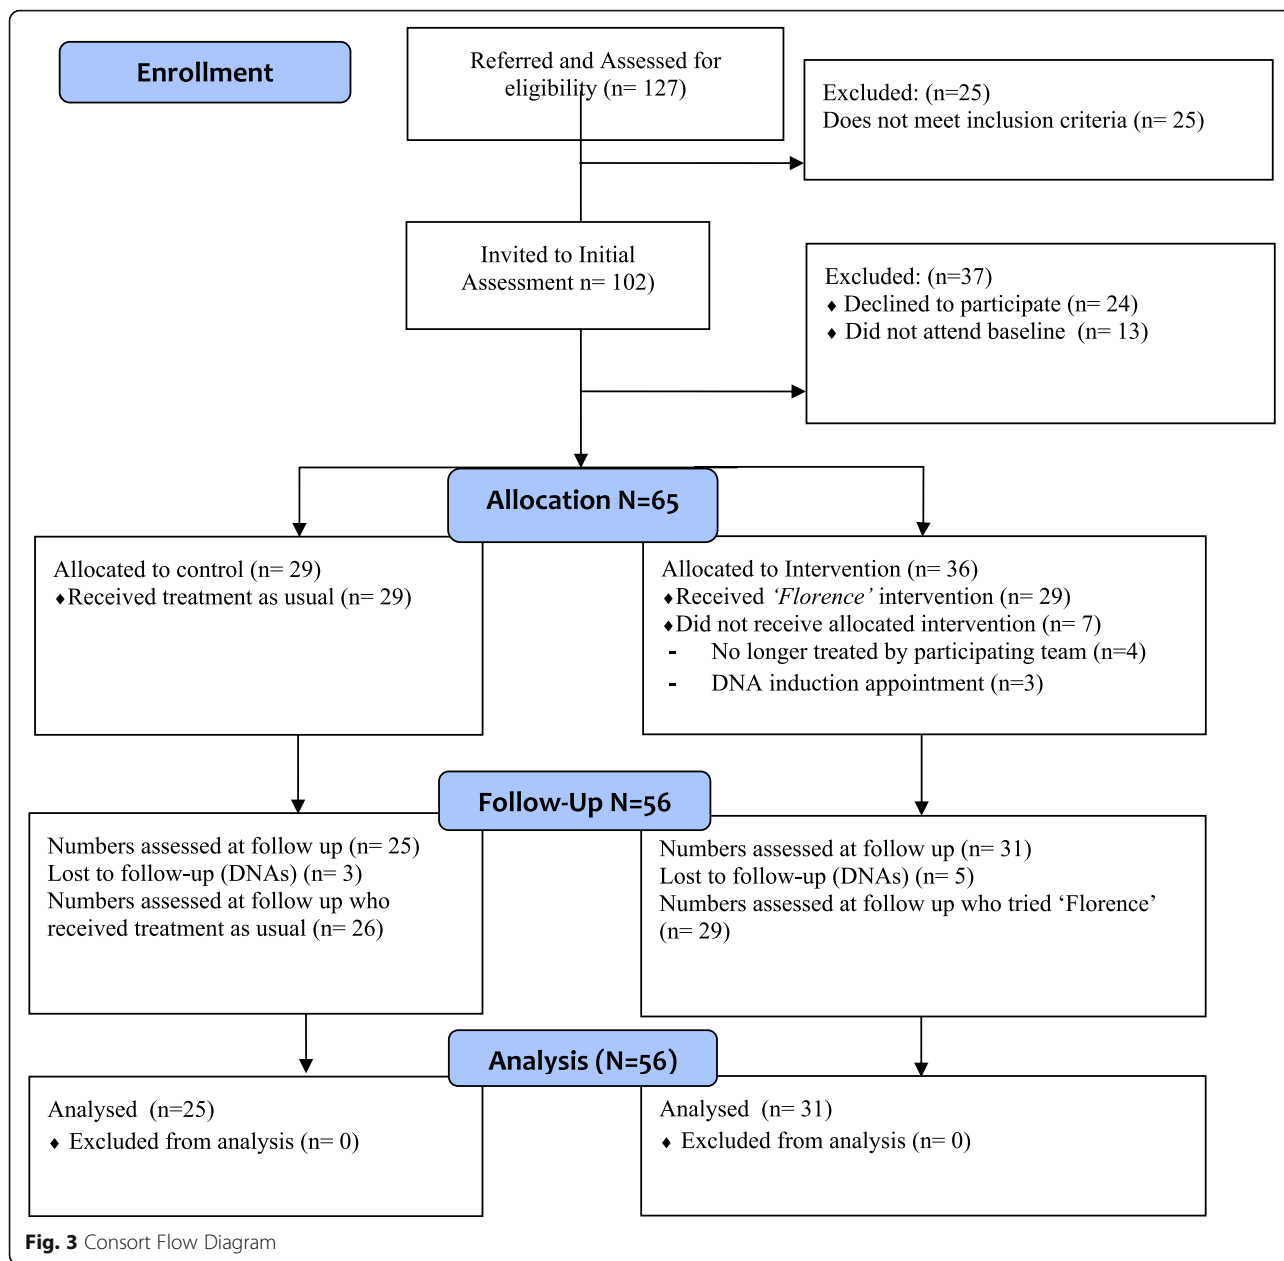 Enrollment
Referred and Assessed for
eligibility (n= 127)
Excluded: (n=25)
Does not meet inclusion criteria (n= 25)
Invited to Initial
Assessment n= 102)
Excluded: (n=37)
♦ Declined to participate (n= 24)
♦ Did not attend baseline (n= 13)
Allocation N=65
Allocated to control (n= 29)
♦Received treatment as usual (n= 29)
Allocated to Intervention (n= 36)
♦Received ‘Florence’ intervention (n= 29)
♦Did not receive allocated intervention (n= 7)
- No longer treated by participating team (n=4)
- DNA induction appointment (n=3)
Follow-Up N=56
Numbers assessed at follow up (n= 25)
Lost to follow-up (DNAs) (n= 3)
Numbers assessed at follow up who
received treatment as usual (n= 26)
Numbers assessed at follow up (n= 31)
Lost to follow-up (DNAs) (n= 5)
Numbers assessed at follow up who tried ‘Florence’
(n= 29)
Analysis (N=56)
Analysed (n=25)
♦ Excluded from analysis (n= 0)
Analysed (n= 31)
♦ Excluded from analysis (n= 0)
Fig. 3 Consort Flow Diagram